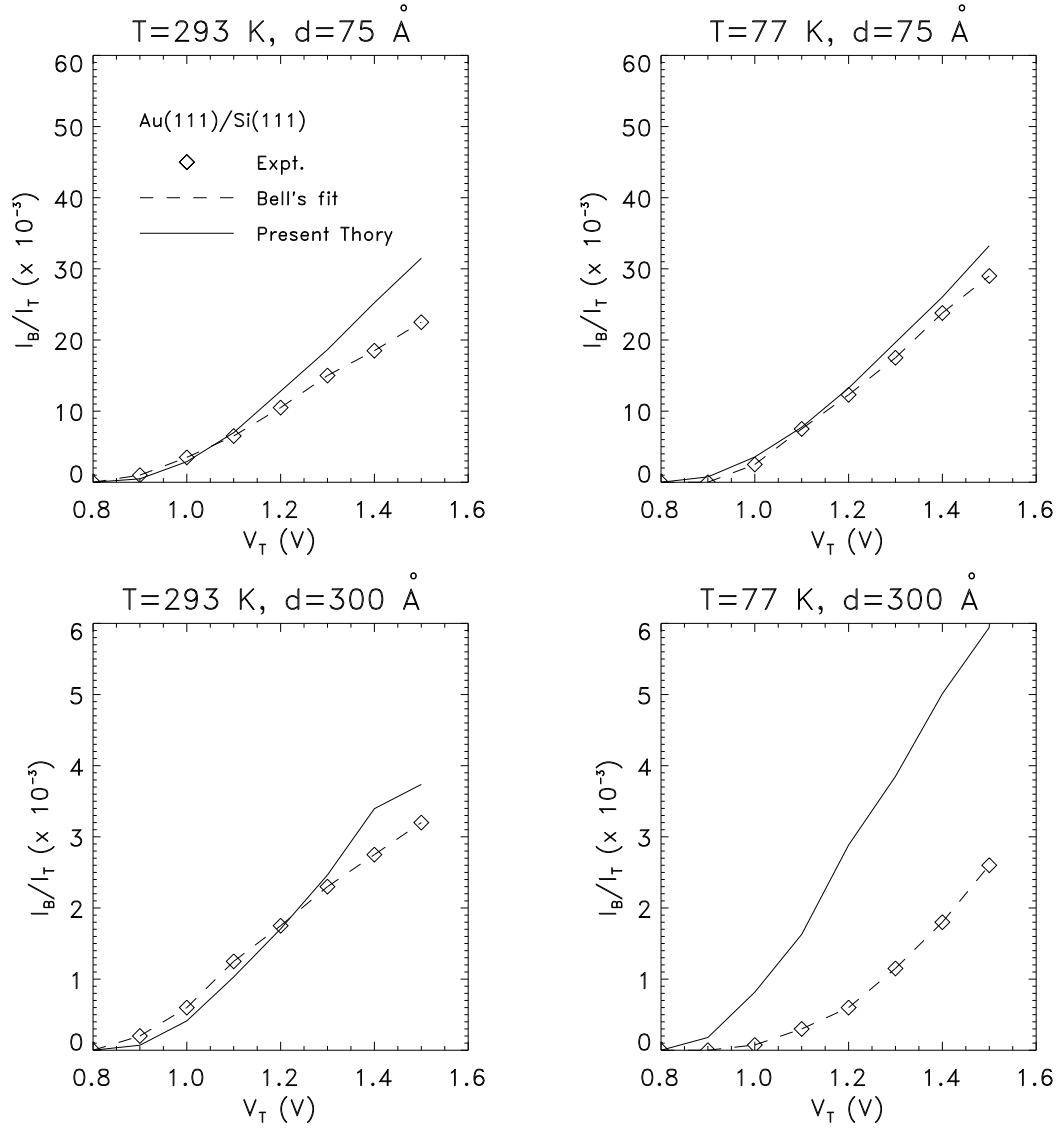 T=293 K, d=75 Å
60
50
40
30
20
10
0
I_B/I_T (x 10⁻³)
Au(111)/Si(111)
Expt.
Bell's fit
Present Thory
0.8 1.0 1.2 1.4 1.6
V_T (V)
T=77 K, d=75 Å
60
50
40
30
20
10
0
I_B/I_T (x 10⁻³)
0.8 1.0 1.2 1.4 1.6
V_T (V)
T=293 K, d=300 Å
6
5
4
3
2
1
0
I_B/I_T (x 10⁻³)
0.8 1.0 1.2 1.4 1.6
V_T (V)
T=77 K, d=300 Å
6
5
4
3
2
1
0
I_B/I_T (x 10⁻³)
0.8 1.0 1.2 1.4 1.6
V_T (V)